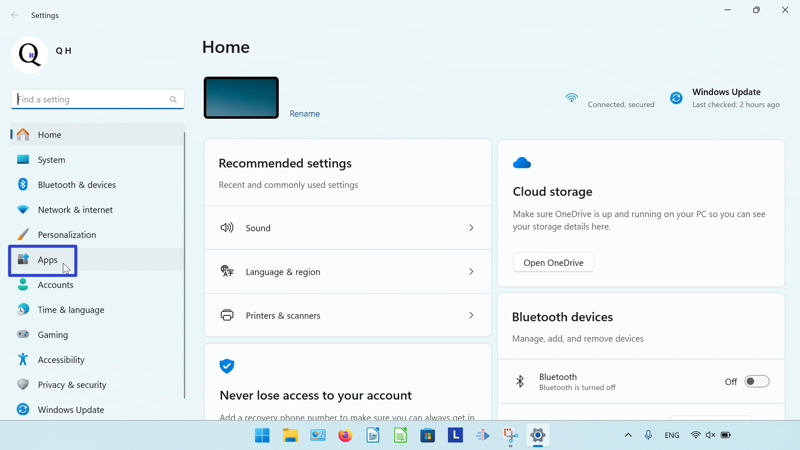 Settings
Q H
Find a setting
Home
System
Bluetooth & devices
Network & internet
Personalization
Apps
Accounts
Time & language
Gaming
Accessibility
Privacy & security
Windows Update
Home
Rename
Connected, secured
Windows Update
Last checked: 2 hours ago
Recommended settings
Recent and commonly used settings
Sound
Language & region
Printers & scanners
Never lose access to your account
Add a recovery phone number to make sure you can always get in
Cloud storage
Make sure OneDrive is up and running on your PC so you can see
your storage details here.
Open OneDrive
Bluetooth devices
Manage, add, and remove devices
Bluetooth
Bluetooth is turned off
Off
ENG